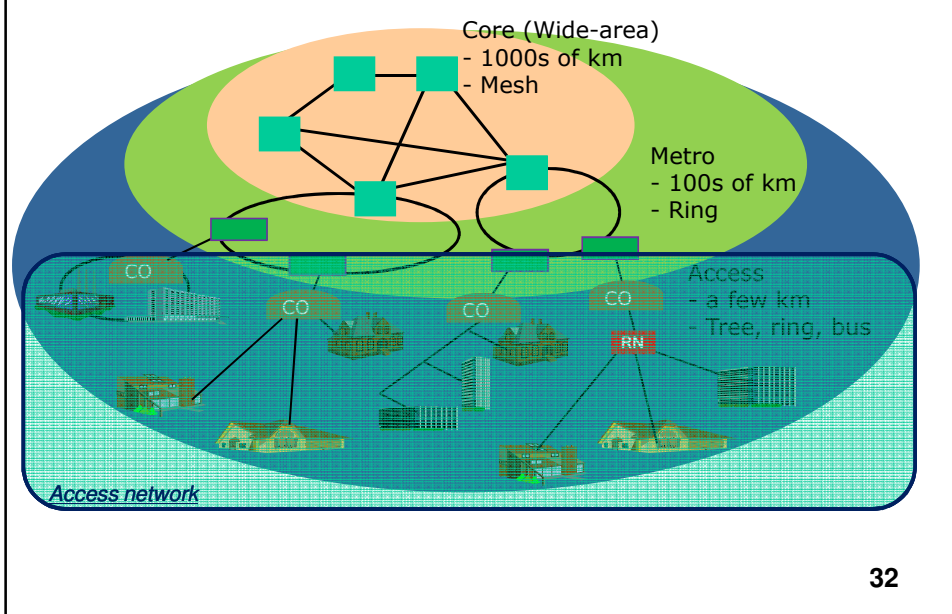 Core (Wide-area)
- 1000s of km
- Mesh
Metro
- 100s of km
- Ring
Access
- a few km
- Tree, ring, bus
CO
CO
CO
CO
RN
Access network
32